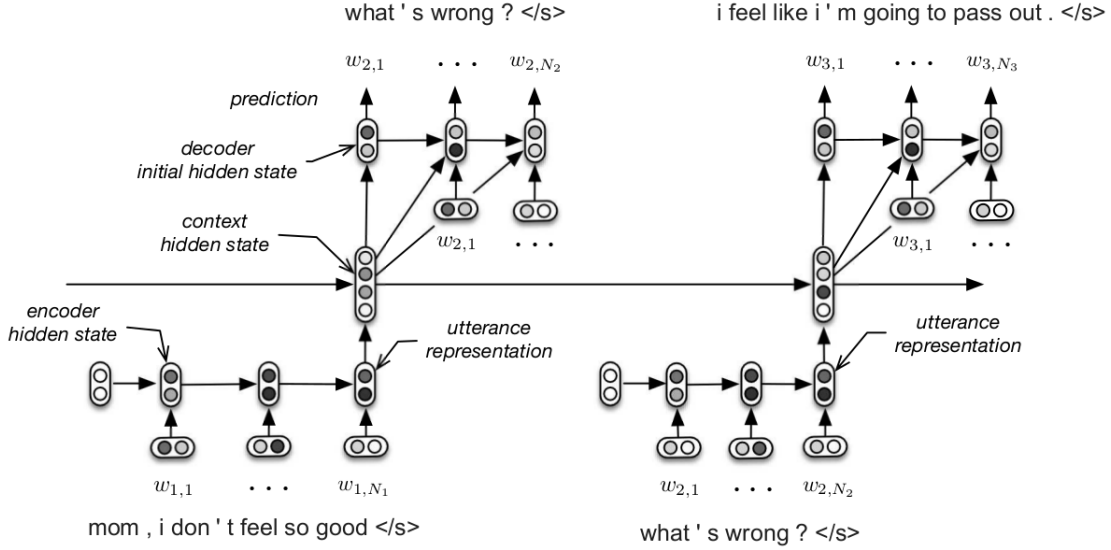 what ' s wrong ? </s>
i feel like i ' m going to pass out . </s>
w2,1 . . . w2,N2
w3,1 . . . w3,N3
prediction
decoder
initial hidden state
context
hidden state
w2,1 . . .
w3,1 . . .
encoder
hidden state
utterance
representation
utterance
representation
w1,1 . . . w1,N1
w2,1 . . . w2,N2
mom , i don ' t feel so good </s>
what ' s wrong ? </s>